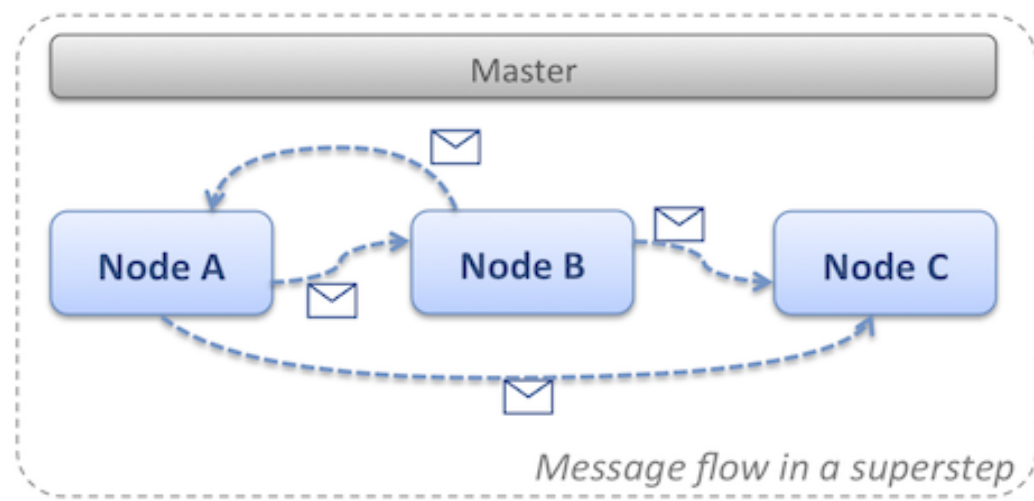 Master
Node A
Node B
Node C
Message flow in a superstep